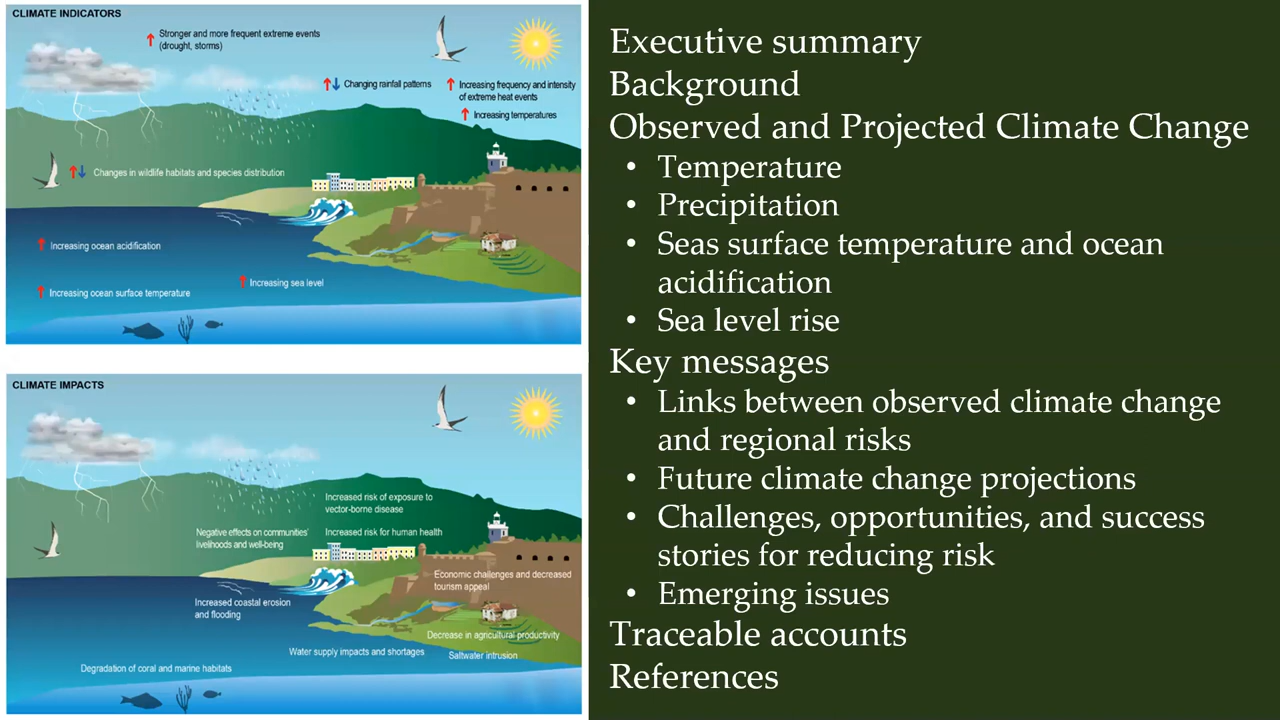 CLIMATE INDICATORS
Stronger and more frequent extreme events
(drought, storms)
Changing rainfall patterns
Increasing frequency and intensity
of extreme heat events
Increasing temperatures
Changes in wildlife habitats and species distribution
Increasing ocean acidification
Increasing sea level
Increasing ocean surface temperature
CLIMATE IMPACTS
Increased risk of exposure to
vector-borne disease
Negative effects on communities'
livelihoods and well-being
Increased risk for human health
Economic challenges and decreased
tourism appeal
Increased coastal erosion
and flooding
Decrease in agricultural productivity
Water supply impacts and shortages
Saltwater intrusion
Degradation of coral and marine habitats
Executive summary
Background
Observed and Projected Climate Change
• Temperature
• Precipitation
• Seas surface temperature and ocean
acidification
• Sea level rise
Key messages
• Links between observed climate change
and regional risks
• Future climate change projections
• Challenges, opportunities, and success
stories for reducing risk
• Emerging issues
Traceable accounts
References